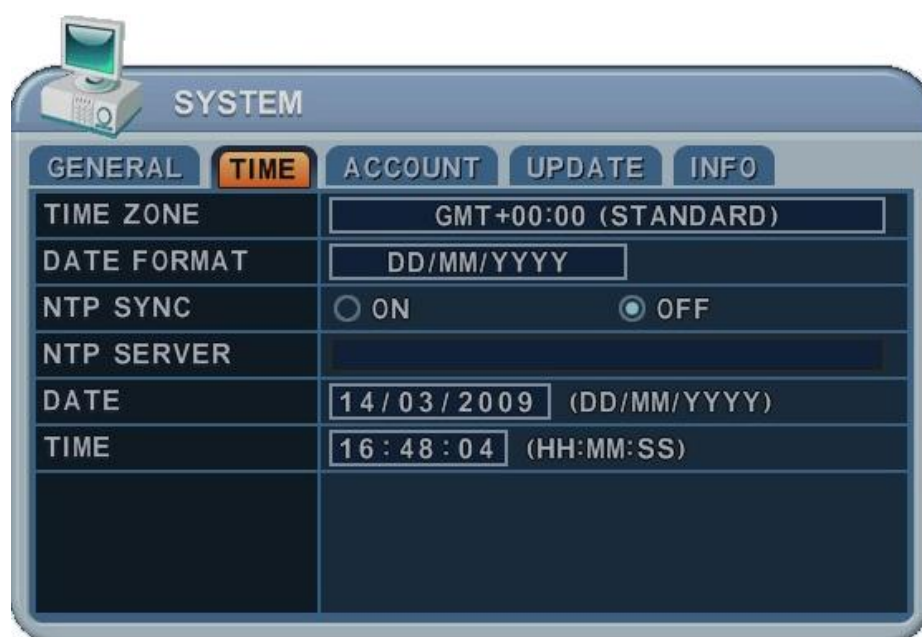 SYSTEM
GENERAL TIME ACCOUNT UPDATE INFO
TIME ZONE GMT+00:00 (STANDARD)
DATE FORMAT DD/MM/YYYY
NTP SYNC ON OFF
NTP SERVER
DATE 14/03/2009 (DD/MM/YYYY)
TIME 16:48:04 (HH:MM:SS)